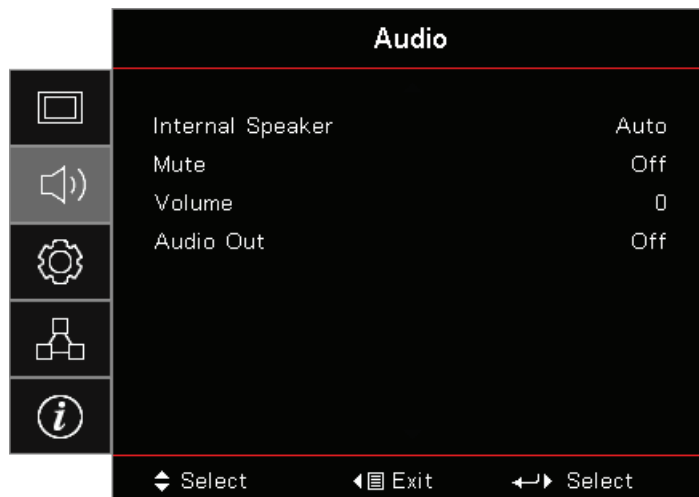 Audio
Internal Speaker Auto
Mute Off
Volume 0
Audio Out Off
Select Exit Select